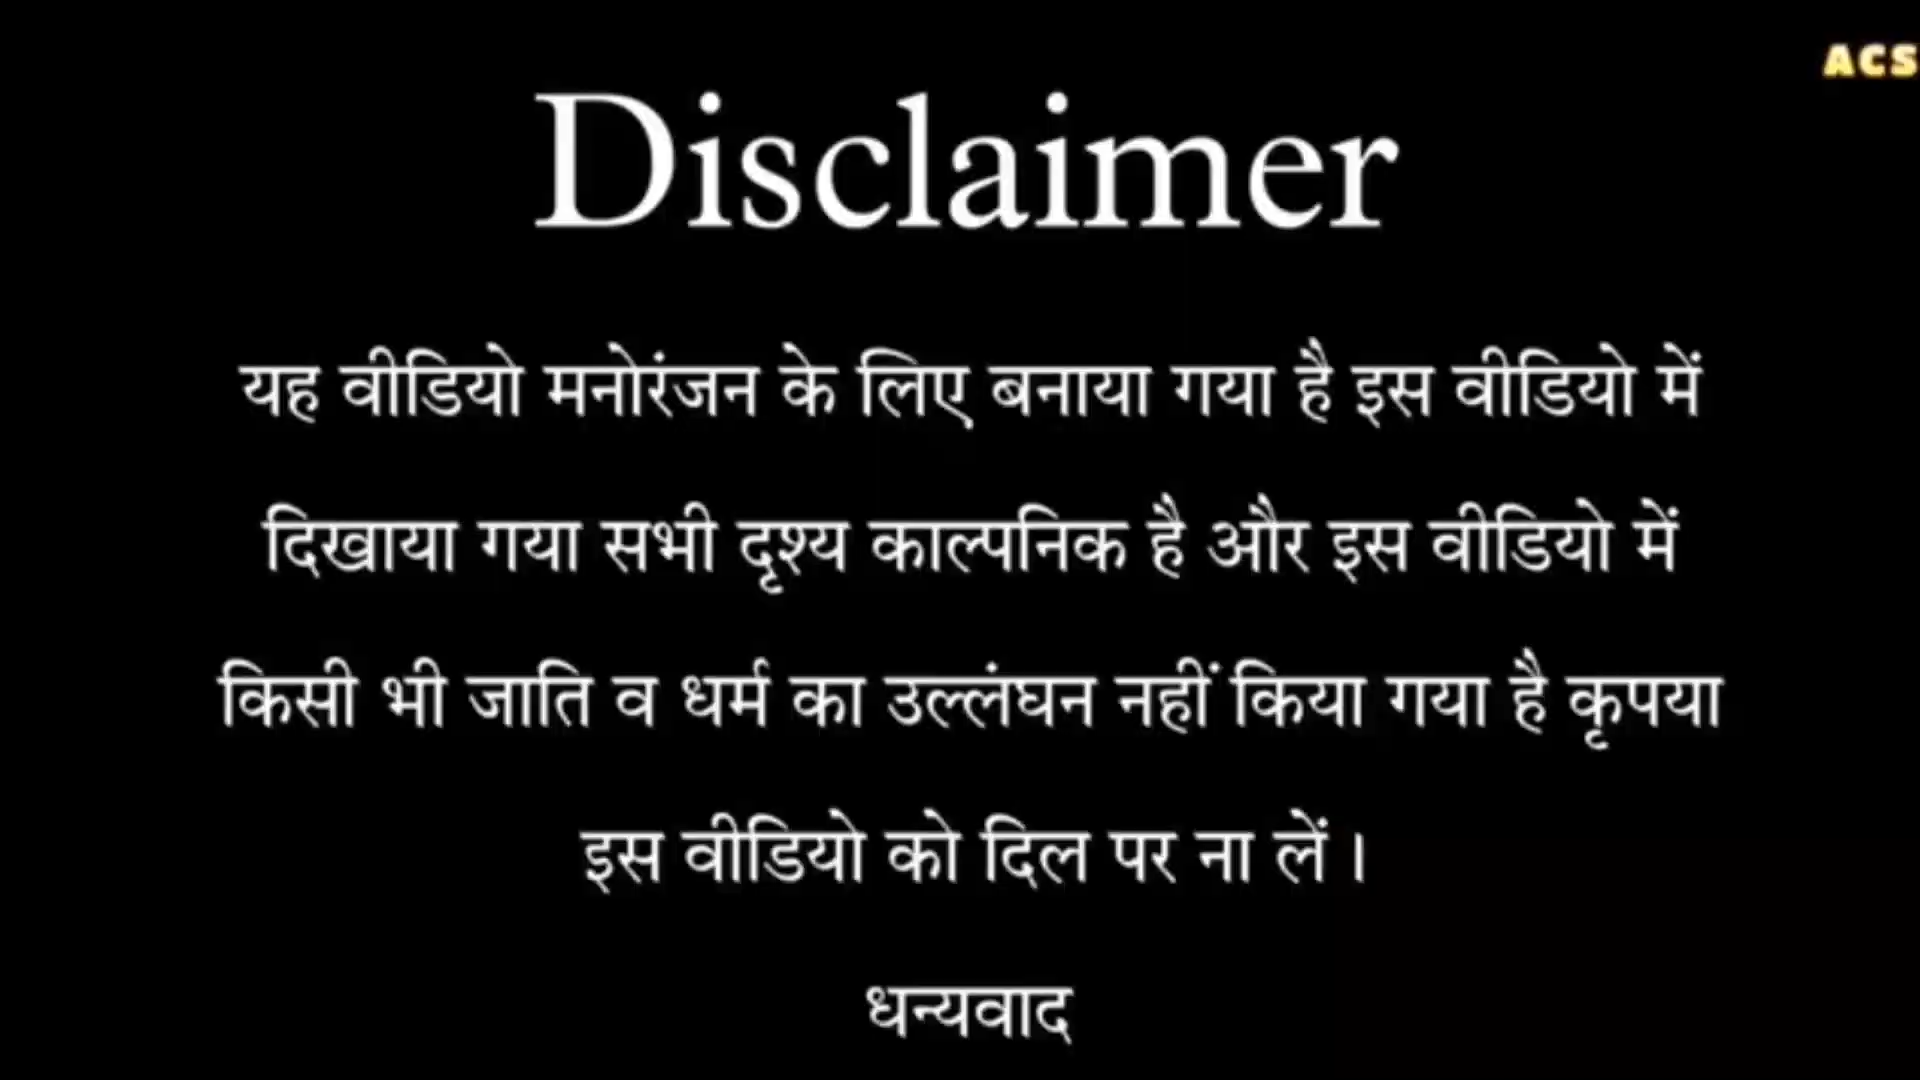 ACS
Disclaimer
यह वीडियो मनोरंजन के लिए बनाया गया है इस वीडियो में
दिखाया गया सभी दृश्य काल्पनिक है और इस वीडियो में
किसी भी जाति व धर्म का उल्लंघन नहीं किया गया है कृपया
इस वीडियो को दिल पर ना लें ।
धन्यवाद